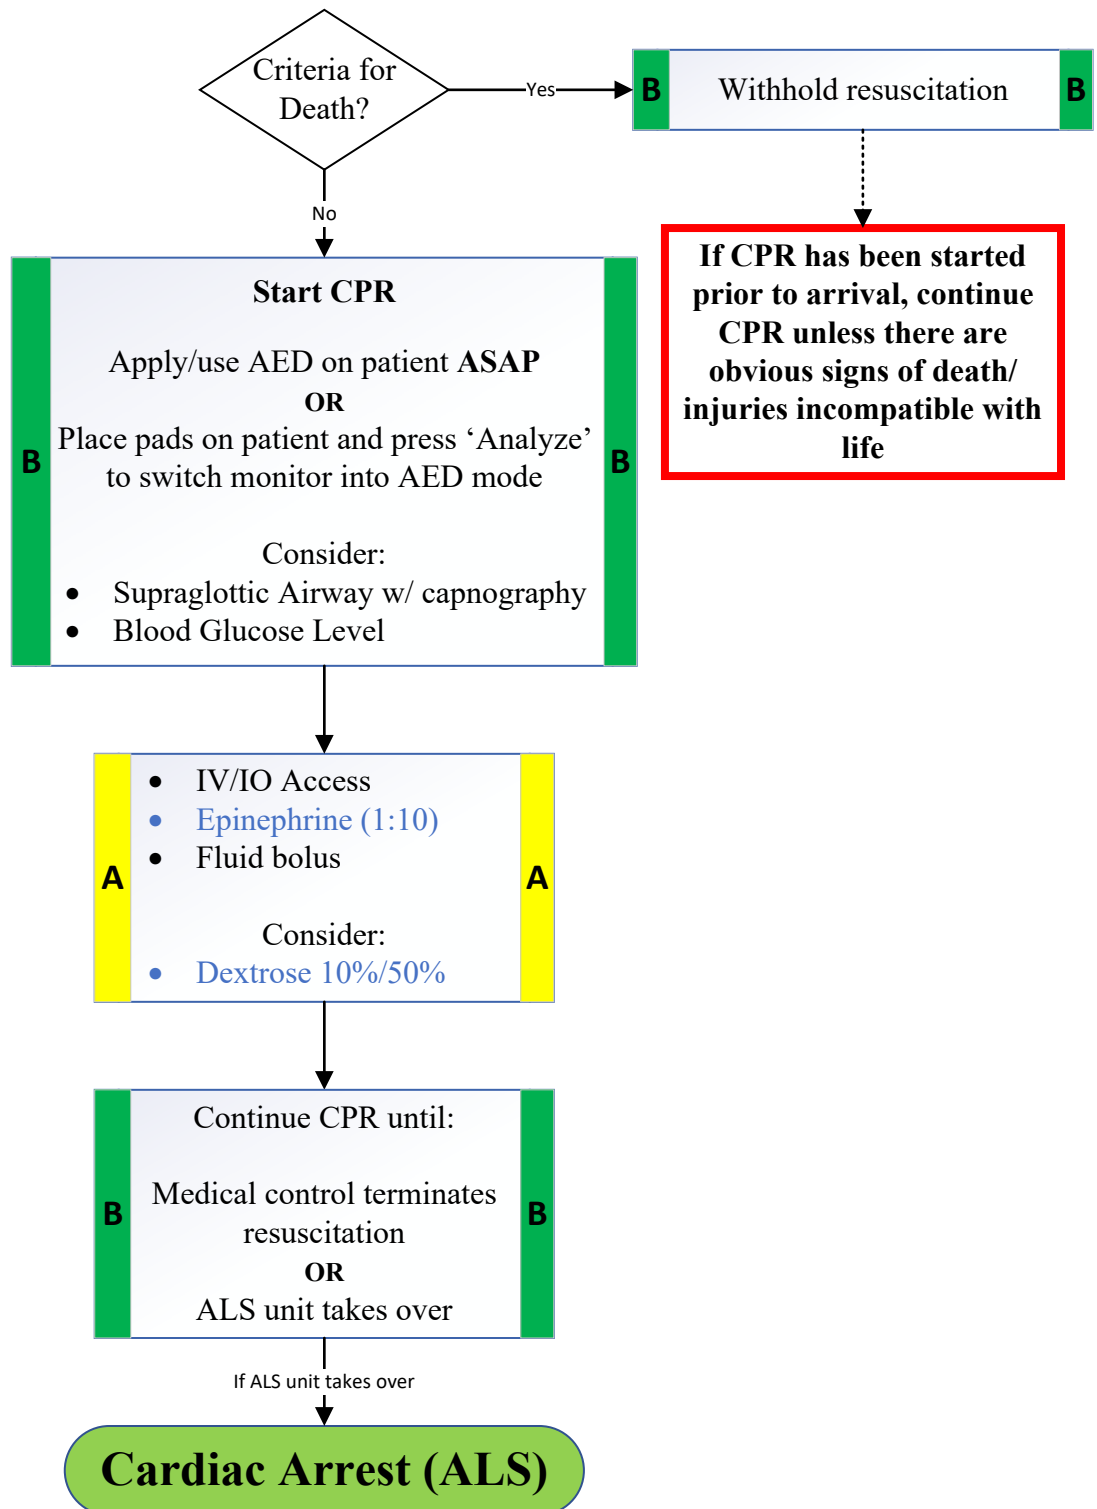 Criteria for
Death?
Yes
B
Withhold resuscitation
B
No
If CPR has been started
prior to arrival, continue
CPR unless there are
obvious signs of death/
injuries incompatible with
life
Start CPR
Apply/use AED on patient ASAP
OR
Place pads on patient and press ‘Analyze’
to switch monitor into AED mode
B
B
Consider:
• Supraglottic Airway w/ capnography
• Blood Glucose Level
• IV/IO Access
• Epinephrine (1:10)
• Fluid bolus
A
A
Consider:
• Dextrose 10%/50%
Continue CPR until:
Medical control terminates
B
B
resuscitation
OR
ALS unit takes over
If ALS unit takes over
Cardiac Arrest (ALS)